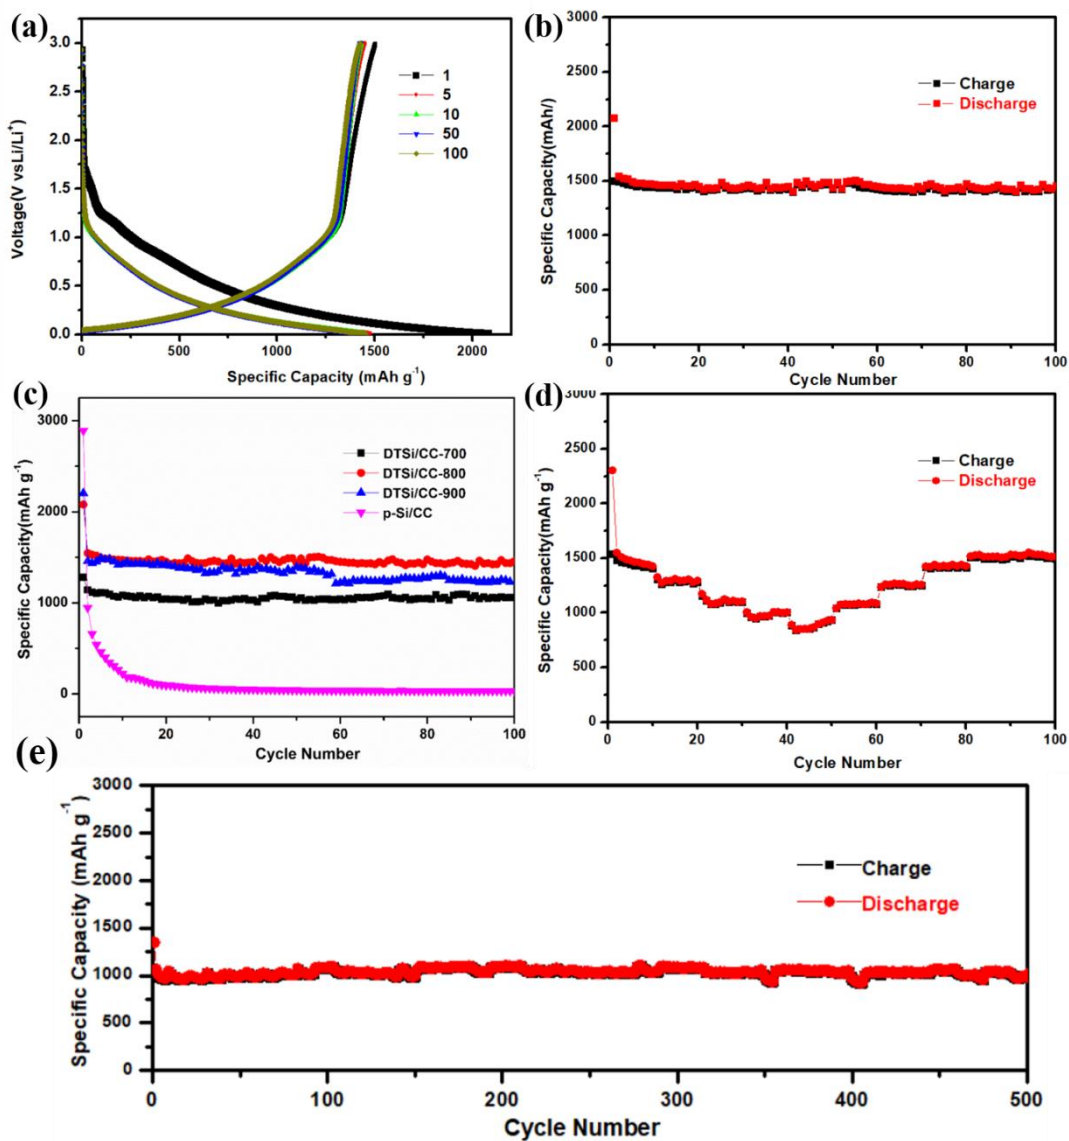 (a)
3.0
2.5
2.0
1.5
1.0
0.5
0.0
Voltage(V vsLi/Li+)
1
5
10
50
100
0
500
1000
1500
2000
Specific Capacity (mAh g-1)
(b)
3000
2500
2000
1500
1000
500
0
Specific Capacity(mAh/)
Charge
Discharge
0
20
40
60
80
100
Cycle Number
(c)
3000
2000
1000
0
Specific Capacity(mAh g-1)
DTSi/CC-700
DTSi/CC-800
DTSi/CC-900
p-Si/CC
0
20
40
60
80
100
Cycle Number
(d)
3000
2500
2000
1500
1000
500
0
Specific Capacity(mAh g-1)
Charge
Discharge
0
20
40
60
80
100
Cycle Number
(e)
3000
2500
2000
1500
1000
500
0
Specific Capacity (mAh g-1)
Charge
Discharge
0
100
200
300
400
500
Cycle Number